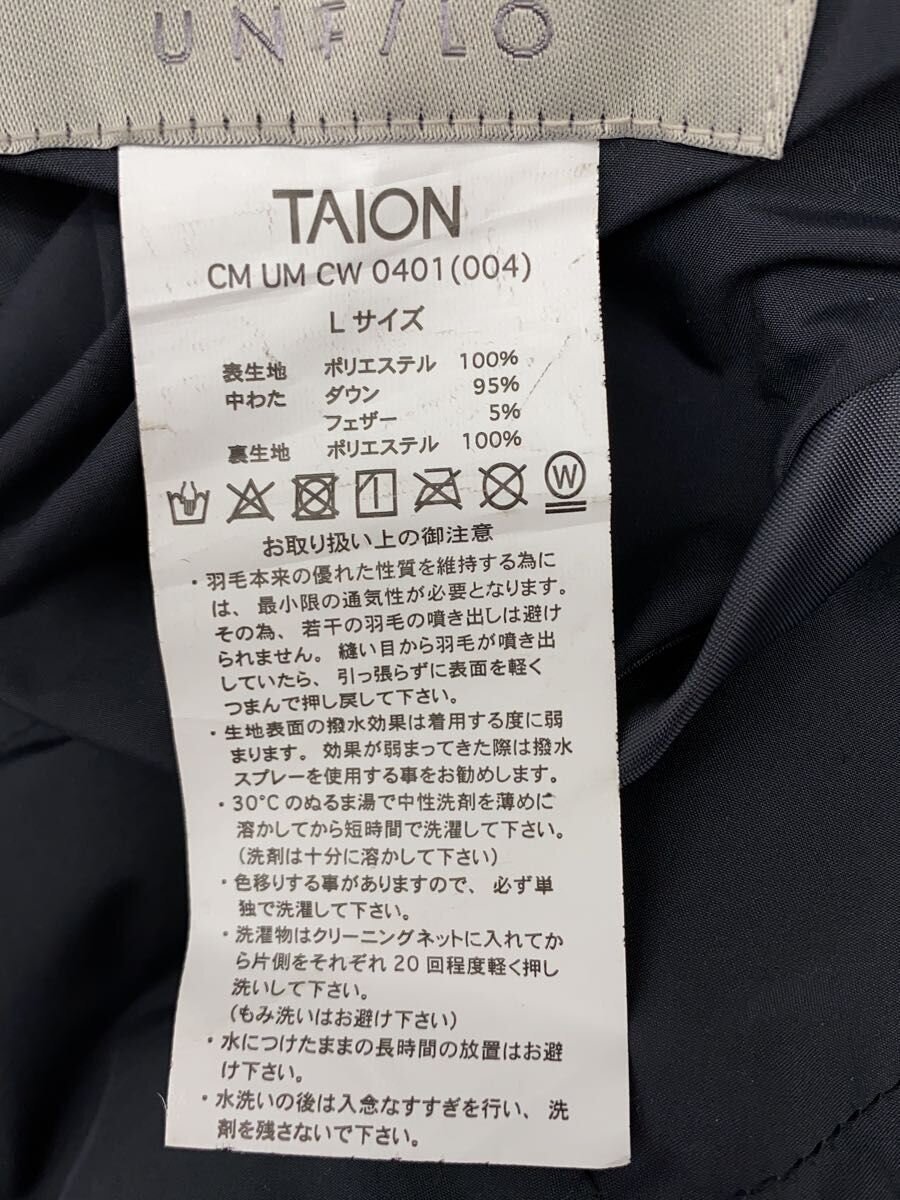 UNF/LO
TAION
CM UM CW 0401(004)
Lサイズ
表生地 ポリエステル 100%
中わた ダウン 95%
フェザー 5%
裏生地 ポリエステル 100%
W
お取り扱い上の御注意
・羽毛本来の優れた性質を維持する為に
は、最小限の通気性が必要となります。
その為、若干の羽毛の噴き出しは避け
られません。縫い目から羽毛が噴き出
していたら、引っ張らずに表面を軽く
つまんで押し戻して下さい。
・生地表面の撥水効果は着用する度に弱
まります。効果が弱まってきた際は撥水
スプレーを使用する事をお勧めします。
・30°Cのぬるま湯で中性洗剤を薄めに
溶かしてから短時間で洗濯して下さい。
(洗剤は十分に溶かして下さい)
・色移りする事がありますので、必ず単
独で洗濯して下さい。
・洗濯物はクリーニングネットに入れてか
ら片側をそれぞれ20回程度軽く押し
洗いして下さい。
(もみ洗いはお避け下さい)
・水につけたままの長時間の放置はお避
け下さい。
・水洗いの後は入念なすすぎを行い、洗
剤を残さないで下さい。